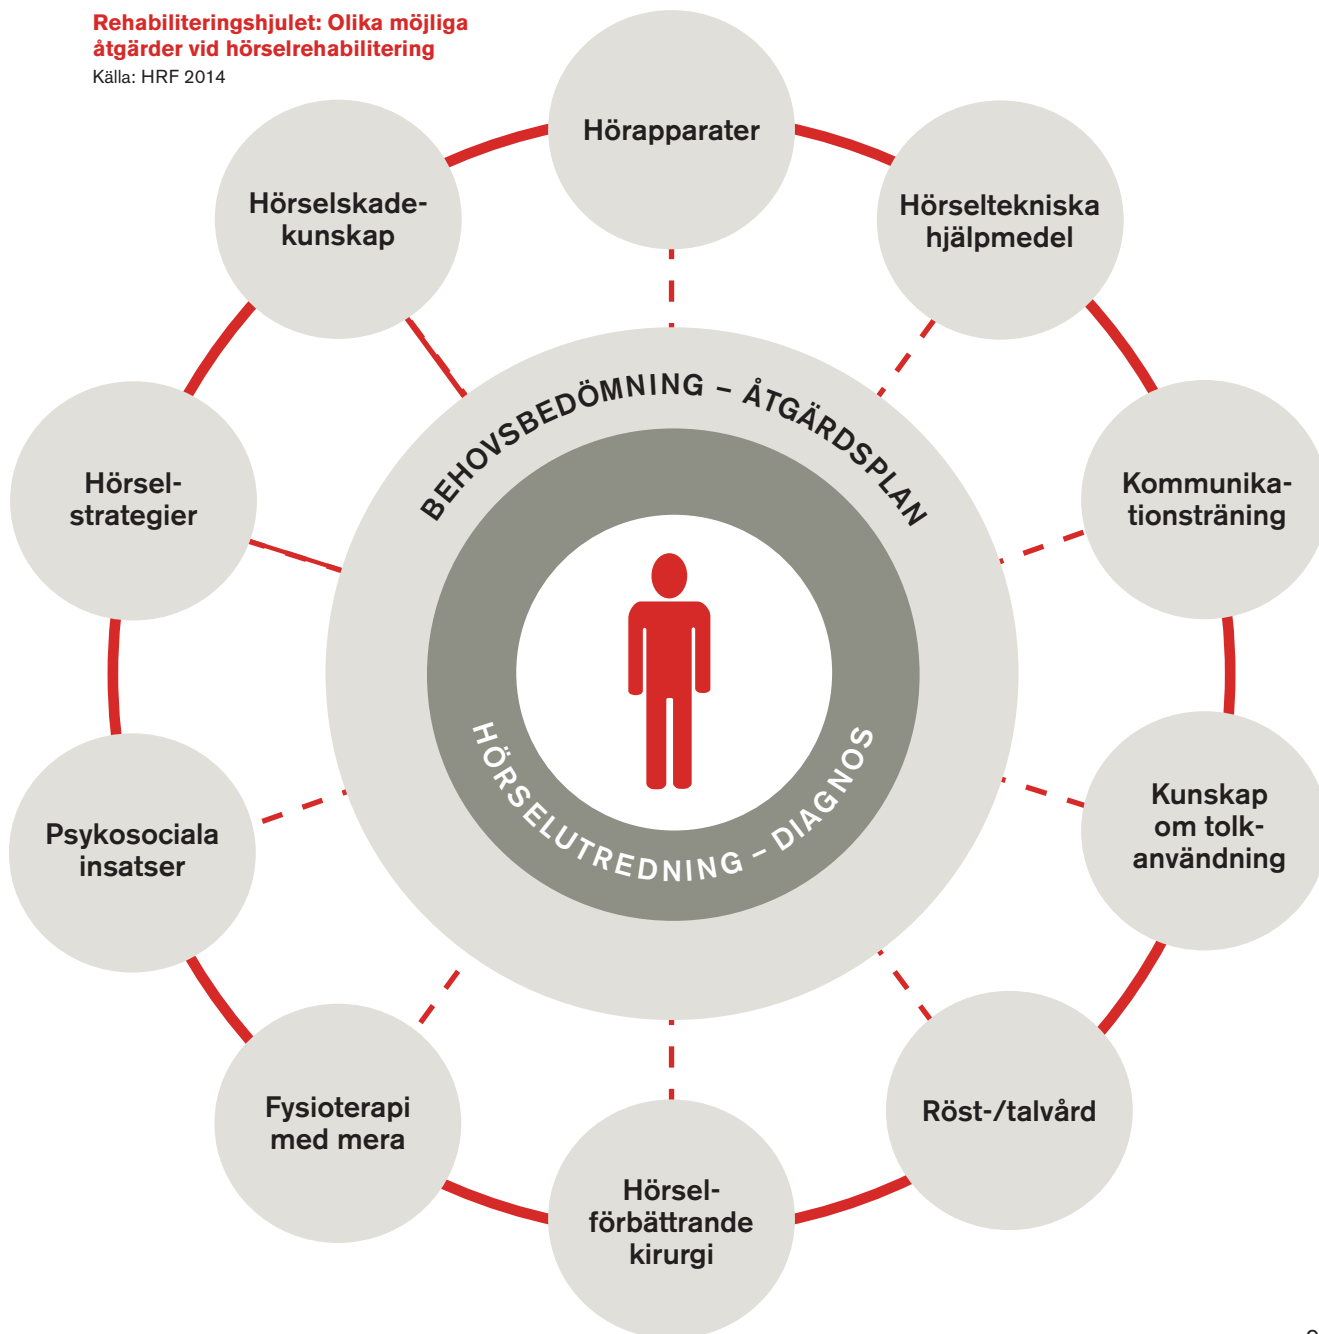 Rehabiliteringshjulet: Olika möjliga
åtgärder vid hörselrehabilitering
Källa: HRF 2014
Hörapparater
Hörseltekniska
hjälpmedel
Kommunika-
tionsträning
Kunskap
om tolk-
användning
Röst-/talvård
Hörsel-
förbättrande
kirurgi
Fysioterapi
med mera
Psykosociala
insatser
Hörsel-
strategier
Hörselskade-
kunskap
BEHOVSBEDÖMNING – ÅTGÄRDSPLAN
HÖRSELUTREDNING – DIAGNOS